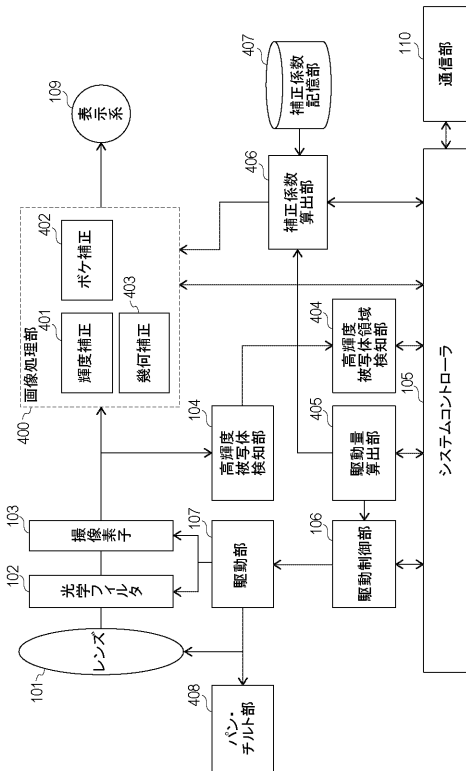 101
レンズ
102
光学フィルタ
103
撮像素子
400
画像処理部
401
輝度補正
402
ボケ補正
403
幾何補正
109
表示系
104
高輝度
被写体
検知部
107
駆動部
408
パン・
チルト部
106
駆動制御部
405
駆動量
算出部
404
高輝度
被写体領域
検知部
406
補正係数
算出部
407
補正係数
記憶部
105
システムコントローラ
110
通信部